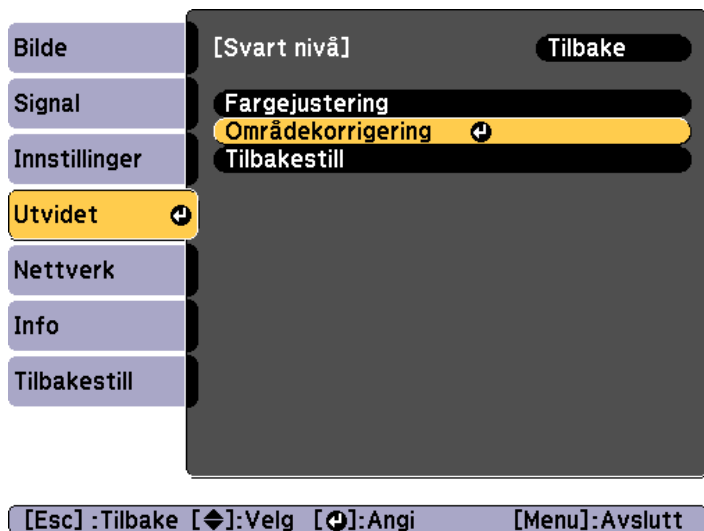 Bilde
Signal
Innstillinger
Utvidet
Nettverk
Info
Tilbakestill
[Svart nivå] Tilbake
Fargejustering
Områdekorrigering
Tilbakestill
[Esc] :Tilbake [◆]:Velg [⏎]:Angi [Menu]:Avslutt